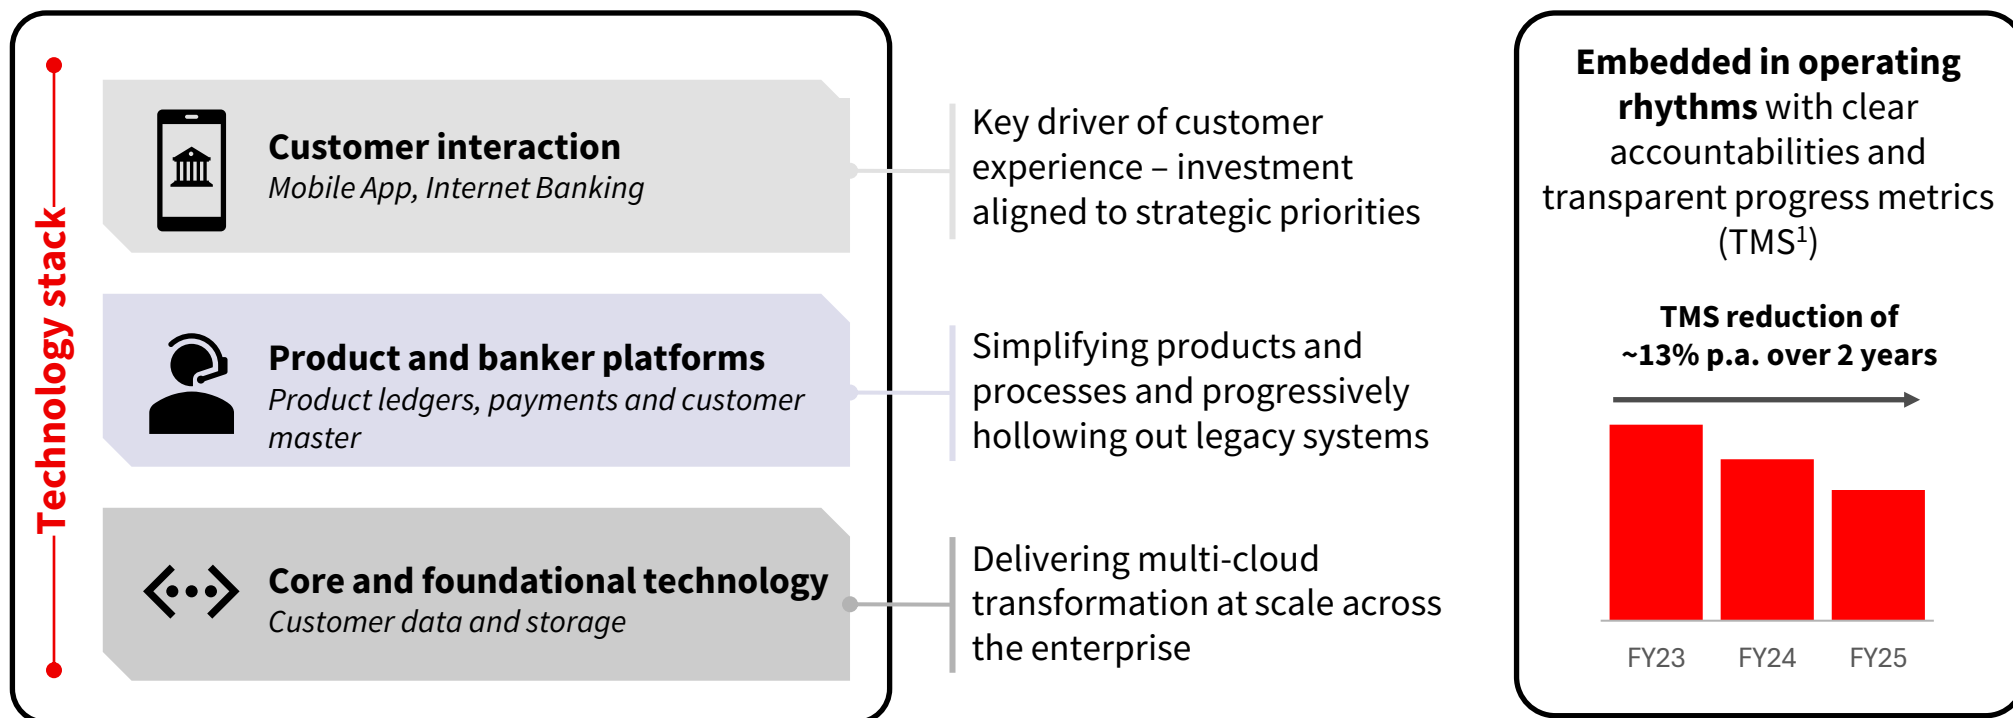 Technology stack
Customer interaction
Mobile App, Internet Banking
Key driver of customer
experience – investment
aligned to strategic priorities
Product and banker platforms
Product ledgers, payments and customer
master
Simplifying products and
processes and progressively
hollowing out legacy systems
Core and foundational technology
Customer data and storage
Delivering multi-cloud
transformation at scale across
the enterprise
Embedded in operating
rhythms with clear
accountabilities and
transparent progress metrics
(TMS¹)
TMS reduction of
~13% p.a. over 2 years
FY23 FY24 FY25